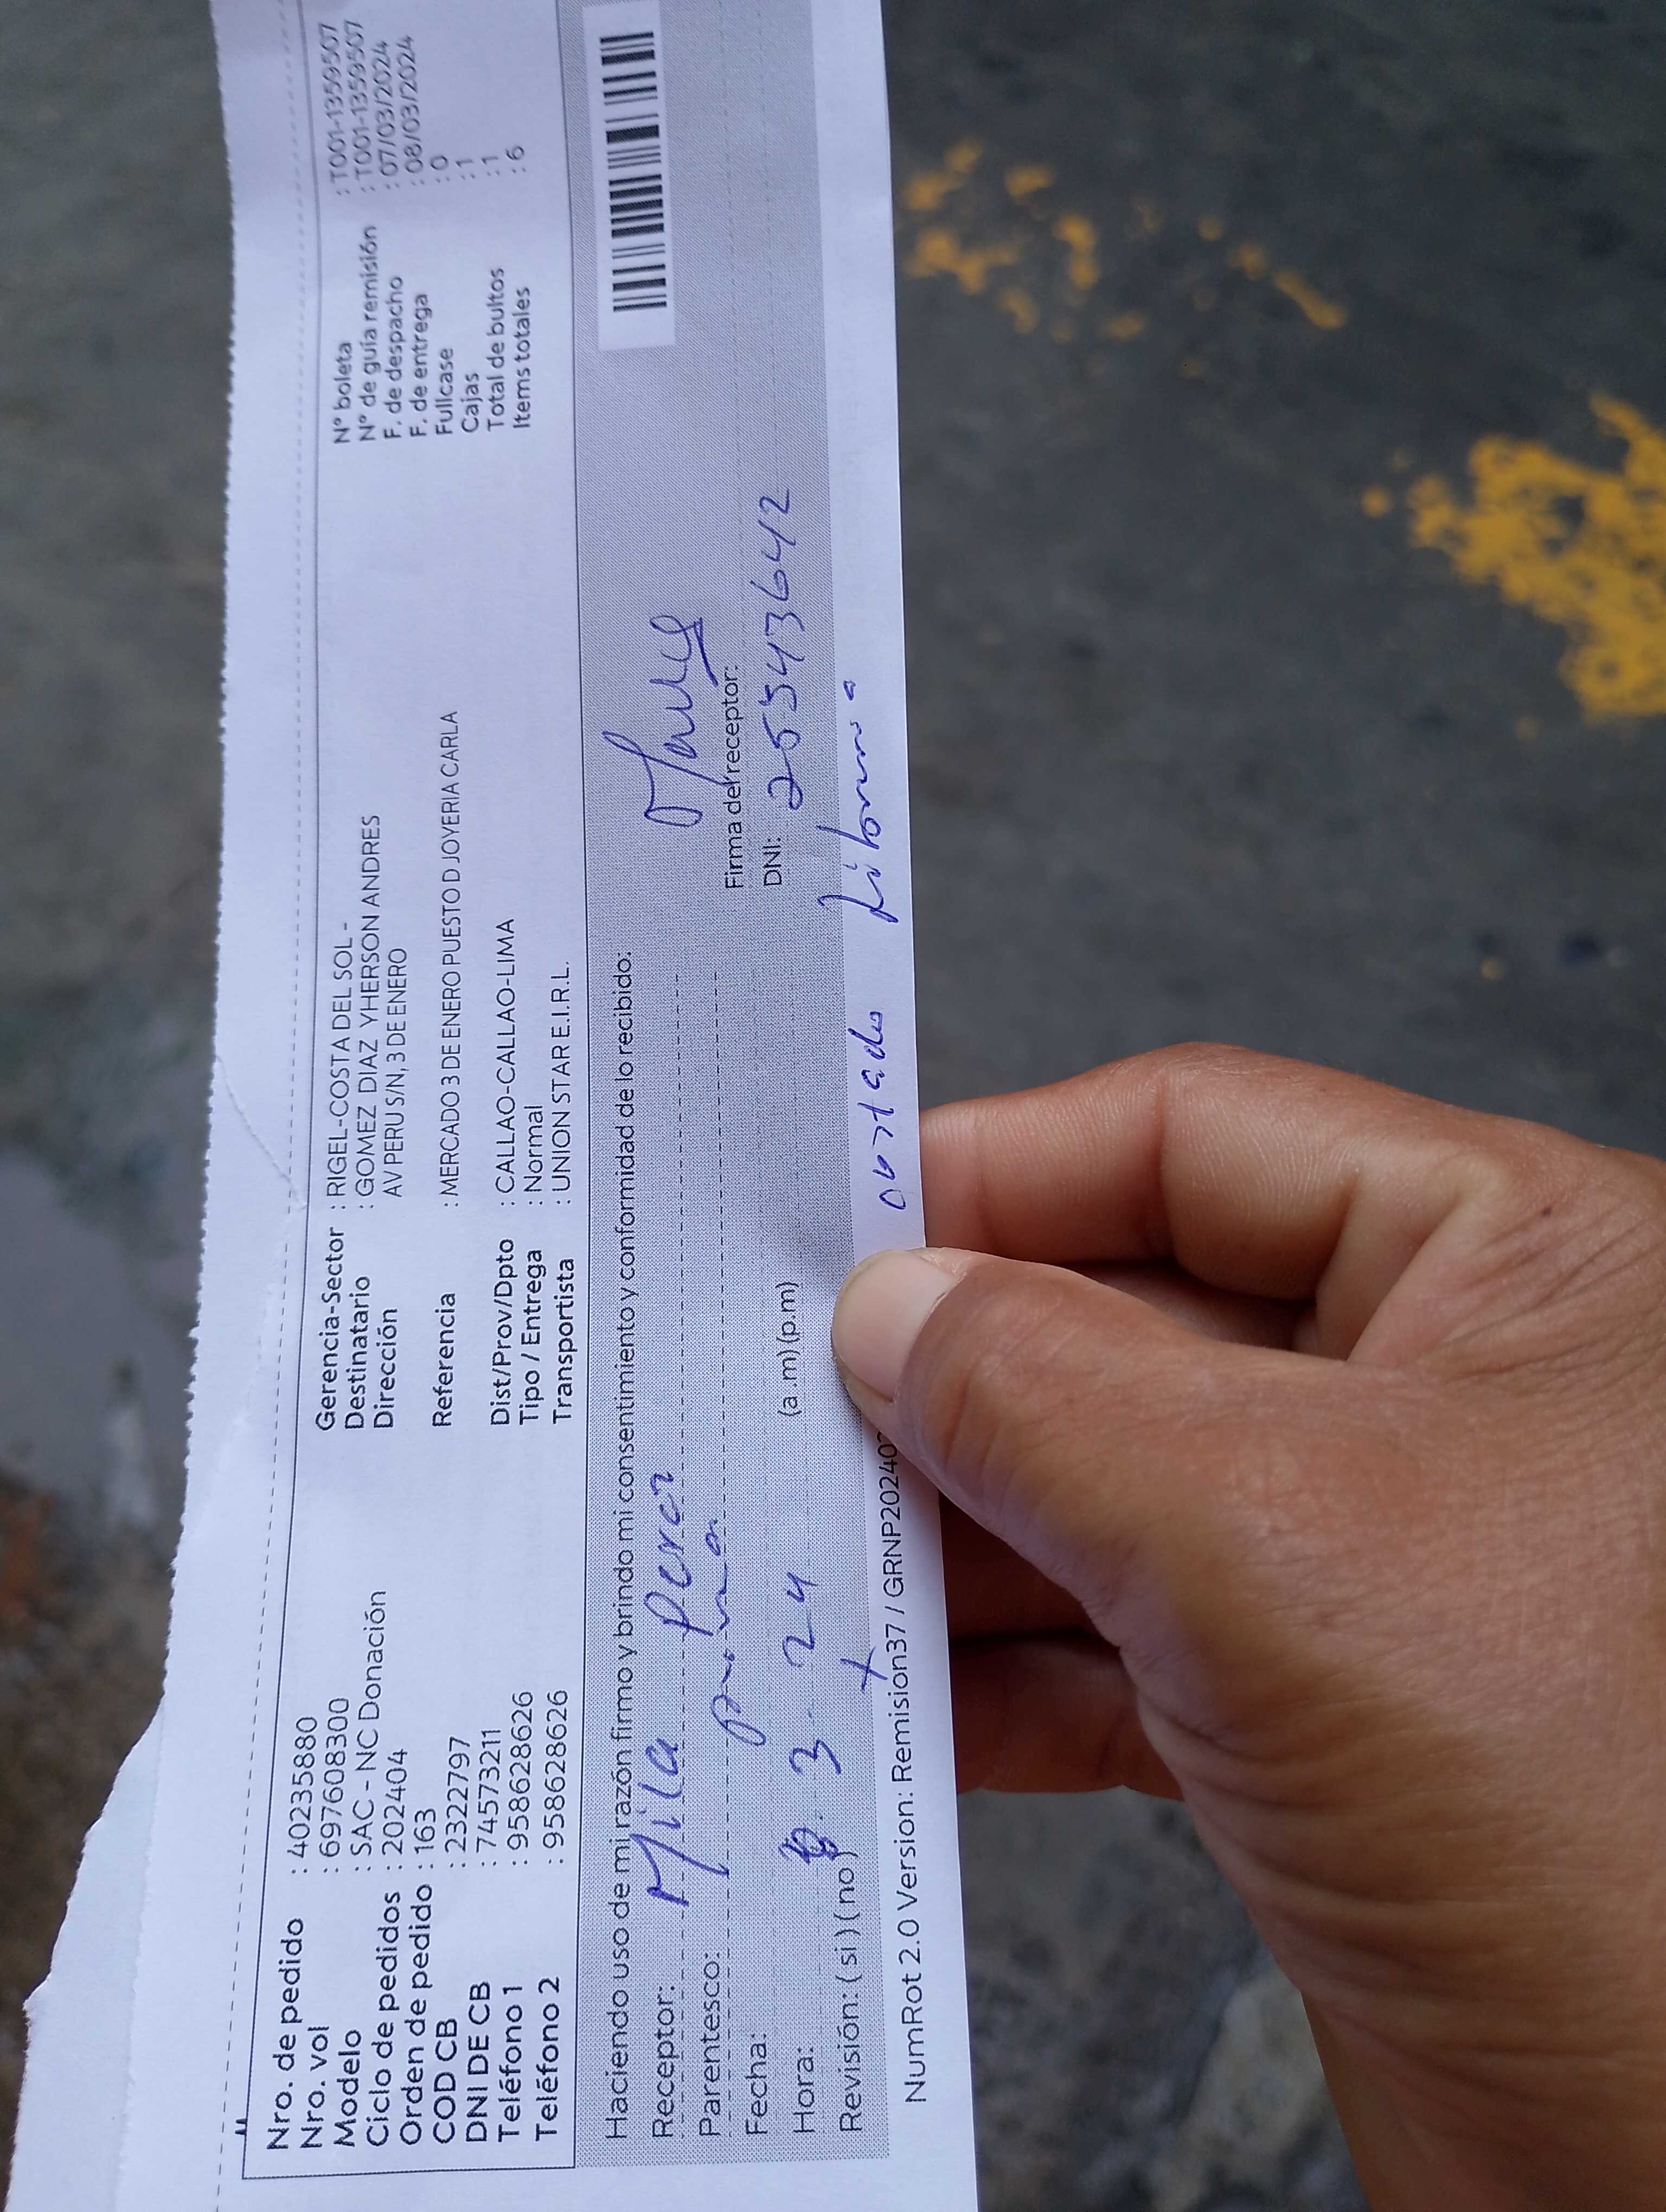 Nro. de pedido : 40235880
Nro. vol : 697608300
Modelo : SAC - NC Donación
Ciclo de pedidos : 202404
Orden de pedido : 163
COD CB : 2322797
DNI DE CB : 74573211
Teléfono 1 : 958628626
Teléfono 2 : 958628626
Gerencia-Sector : RIGEL-COSTA DEL SOL -
Destinatario : GOMEZ DIAZ YHERSON ANDRES
Dirección AV PERU S/N, 3 DE ENERO
Referencia : MERCADO 3 DE ENERO PUESTO D JOYERIA CARLA
Dist/Prov/Dpto : CALLAO-CALLAO-LIMA
Tipo / Entrega : Normal
Transportista : UNION STAR E.I.R.L.
N° boleta : T001-1359507
N° de guía remisión : T001-1359507
F. de despacho : 07/03/2024
F. de entrega : 08/03/2024
Fullcase : 0
Cajas : 1
Total de bultos : 1
Items totales : 6
Haciendo uso de mi razón firmo y brindo mi consentimiento y conformidad de lo recibido:
Receptor: Mila Perez
Parentesco: prima
Fecha:
Hora: 3 24 (a.m) (p.m)
Revisión: (si) (no)
Firma del receptor:
DNI: 25543642
NumRot 2.0 Version: Remision37 / GRNP20240